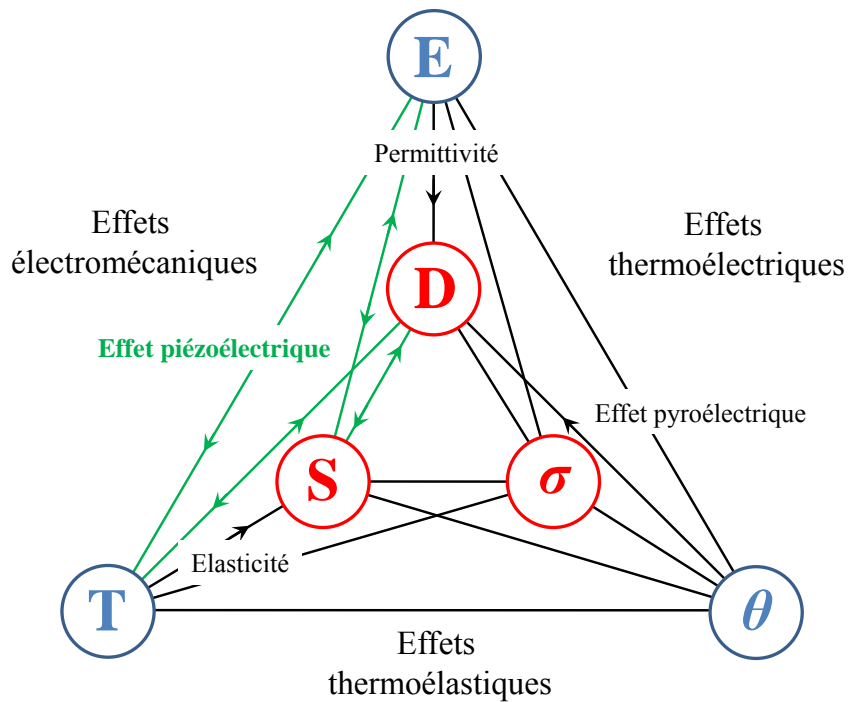 E
Permittivité
Effets
électromécaniques
Effets
thermoélectriques
D
Effet piézoélectrique
Effet pyroélectrique
S
σ
Elasticité
T
θ
Effets
thermoélastiques